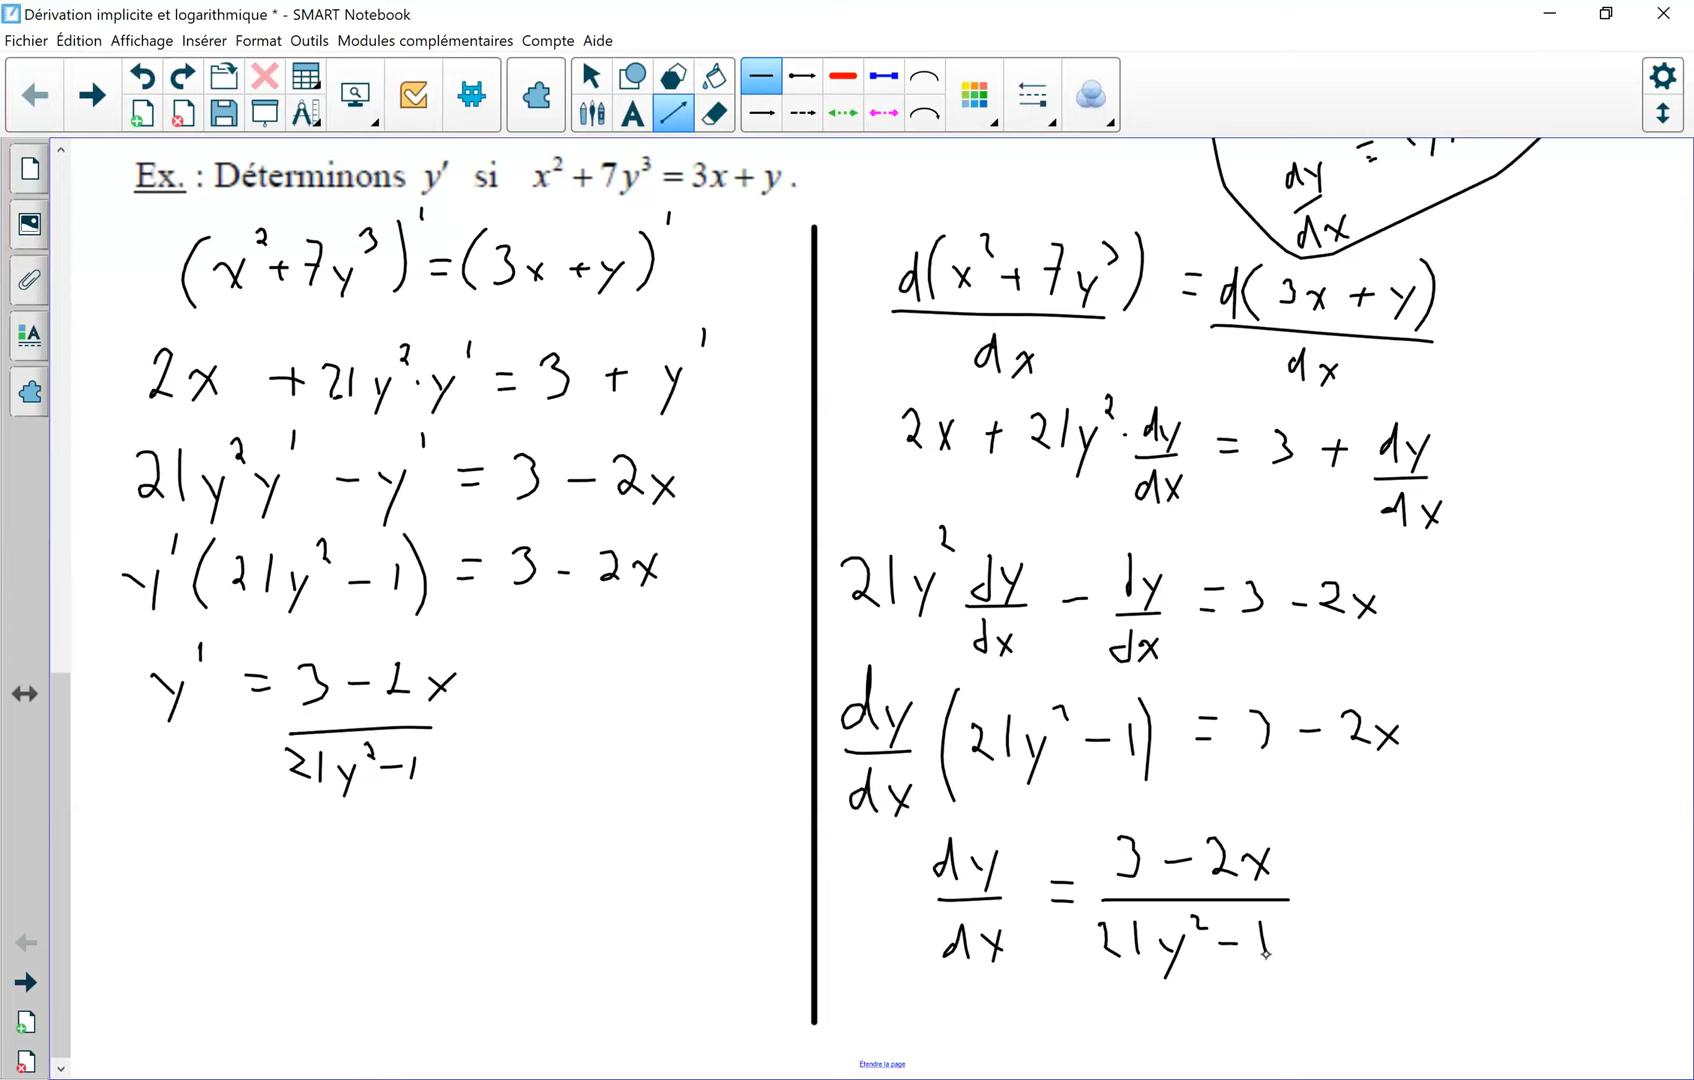 Dérivation implicite et logarithmique * - SMART Notebook
Fichier Édition Affichage Insérer Format Outils Modules complémentaires Compte Aide
Ex. : Déterminons y' si x² + 7y³ = 3x + y .
(x² + 7y³)' = (3x + y)'
2x + 21y² · y' = 3 + y'
21y²y' − y' = 3 − 2x
y'(21y² − 1) = 3 − 2x
y' = 3 − 2x
21y² − 1
dy
dx
d(x² + 7y³) = d(3x + y)
dx dx
2x + 21y² · dy/dx = 3 + dy/dx
21y² dy/dx − dy/dx = 3 − 2x
dy/dx (21y² − 1) = 3 − 2x
dy/dx = 3 − 2x
21y² − 1
Étendre la page